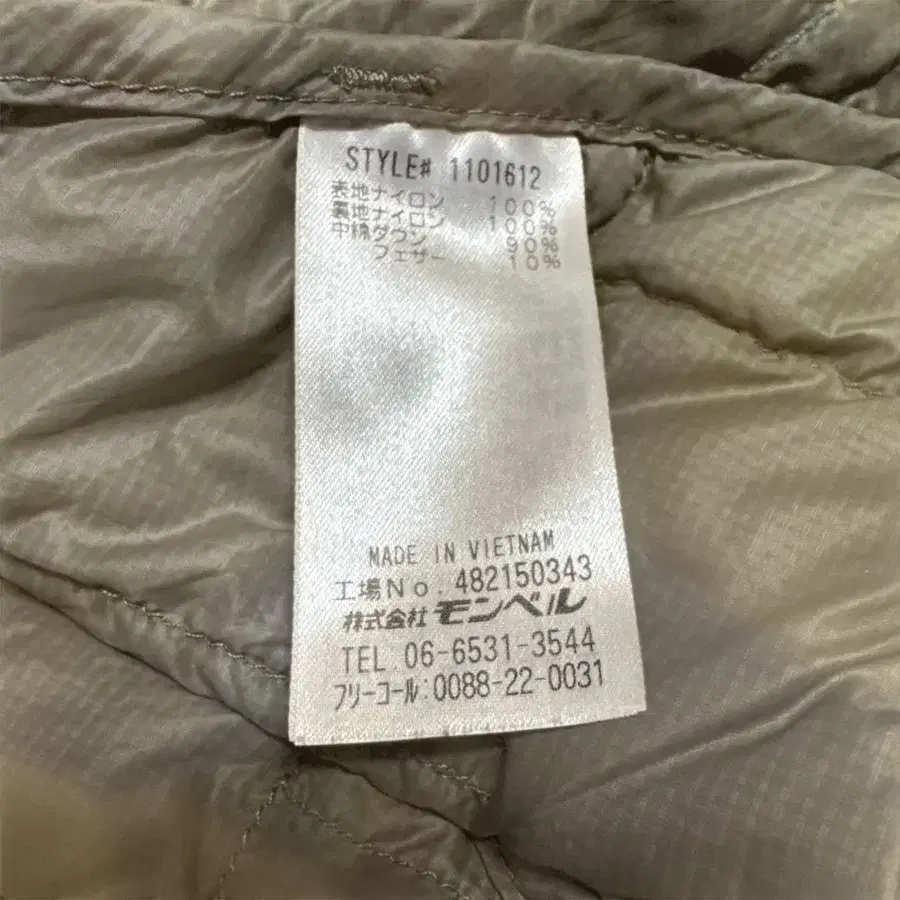 STYLE# 1101612
表地ナイロン 100%
裏地ナイロン 100%
中綿ダウン 90%
フェザー 10%
MADE IN VIETNAM
工場No. 482150343
株式会社モンベル
TEL 06-6531-3544
フリーコール:0088-22-0031